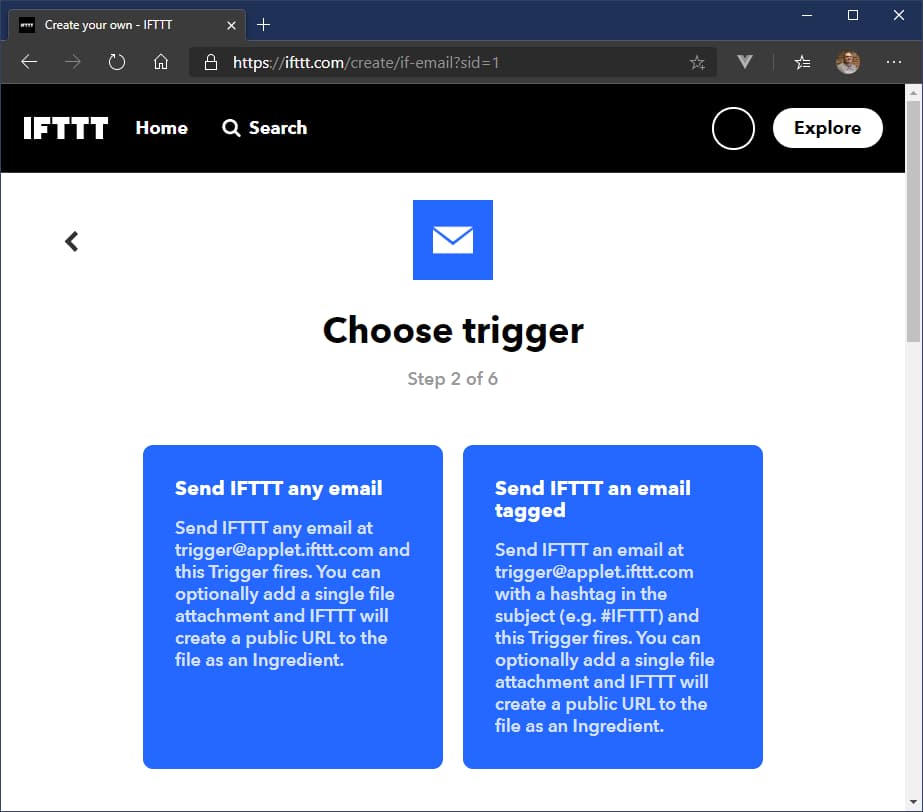 Create your own - IFTTT
https://ifttt.com/create/if-email?sid=1
IFTTT Home Search Explore
Choose trigger
Step 2 of 6
Send IFTTT any email
Send IFTTT any email at
trigger@applet.ifttt.com and
this Trigger fires. You can
optionally add a single file
attachment and IFTTT will
create a public URL to the
file as an Ingredient.
Send IFTTT an email
tagged
Send IFTTT an email at
trigger@applet.ifttt.com
with a hashtag in the
subject (e.g. #IFTTT) and
this Trigger fires. You can
optionally add a single file
attachment and IFTTT will
create a public URL to the
file as an Ingredient.